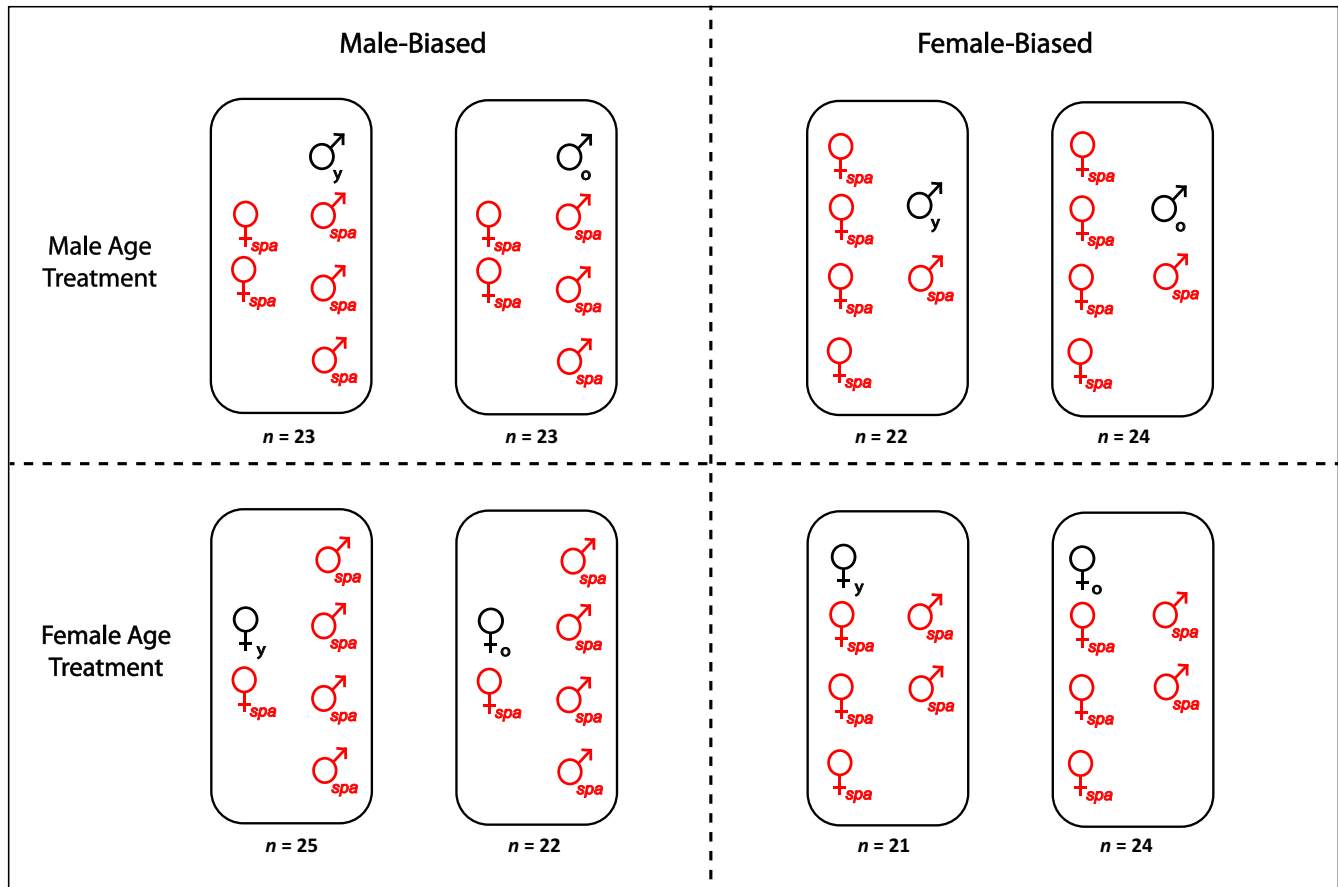 Male-Biased
Female-Biased
Male Age
Treatment
♂y
♀spa ♂spa
♀spa ♂spa
♂spa
n = 23
♂o
♀spa ♂spa
♀spa ♂spa
♂spa
n = 23
♀spa
♀spa ♂y
♀spa ♂spa
♀spa
n = 22
♀spa
♀spa ♂o
♀spa ♂spa
♀spa
n = 24
Female Age
Treatment
♂spa
♀y ♂spa
♀spa ♂spa
♂spa
n = 25
♂spa
♀o ♂spa
♀spa ♂spa
♂spa
n = 22
♀y
♀spa ♂spa
♀spa ♂spa
♀spa
n = 21
♀o
♀spa ♂spa
♀spa ♂spa
♀spa
n = 24